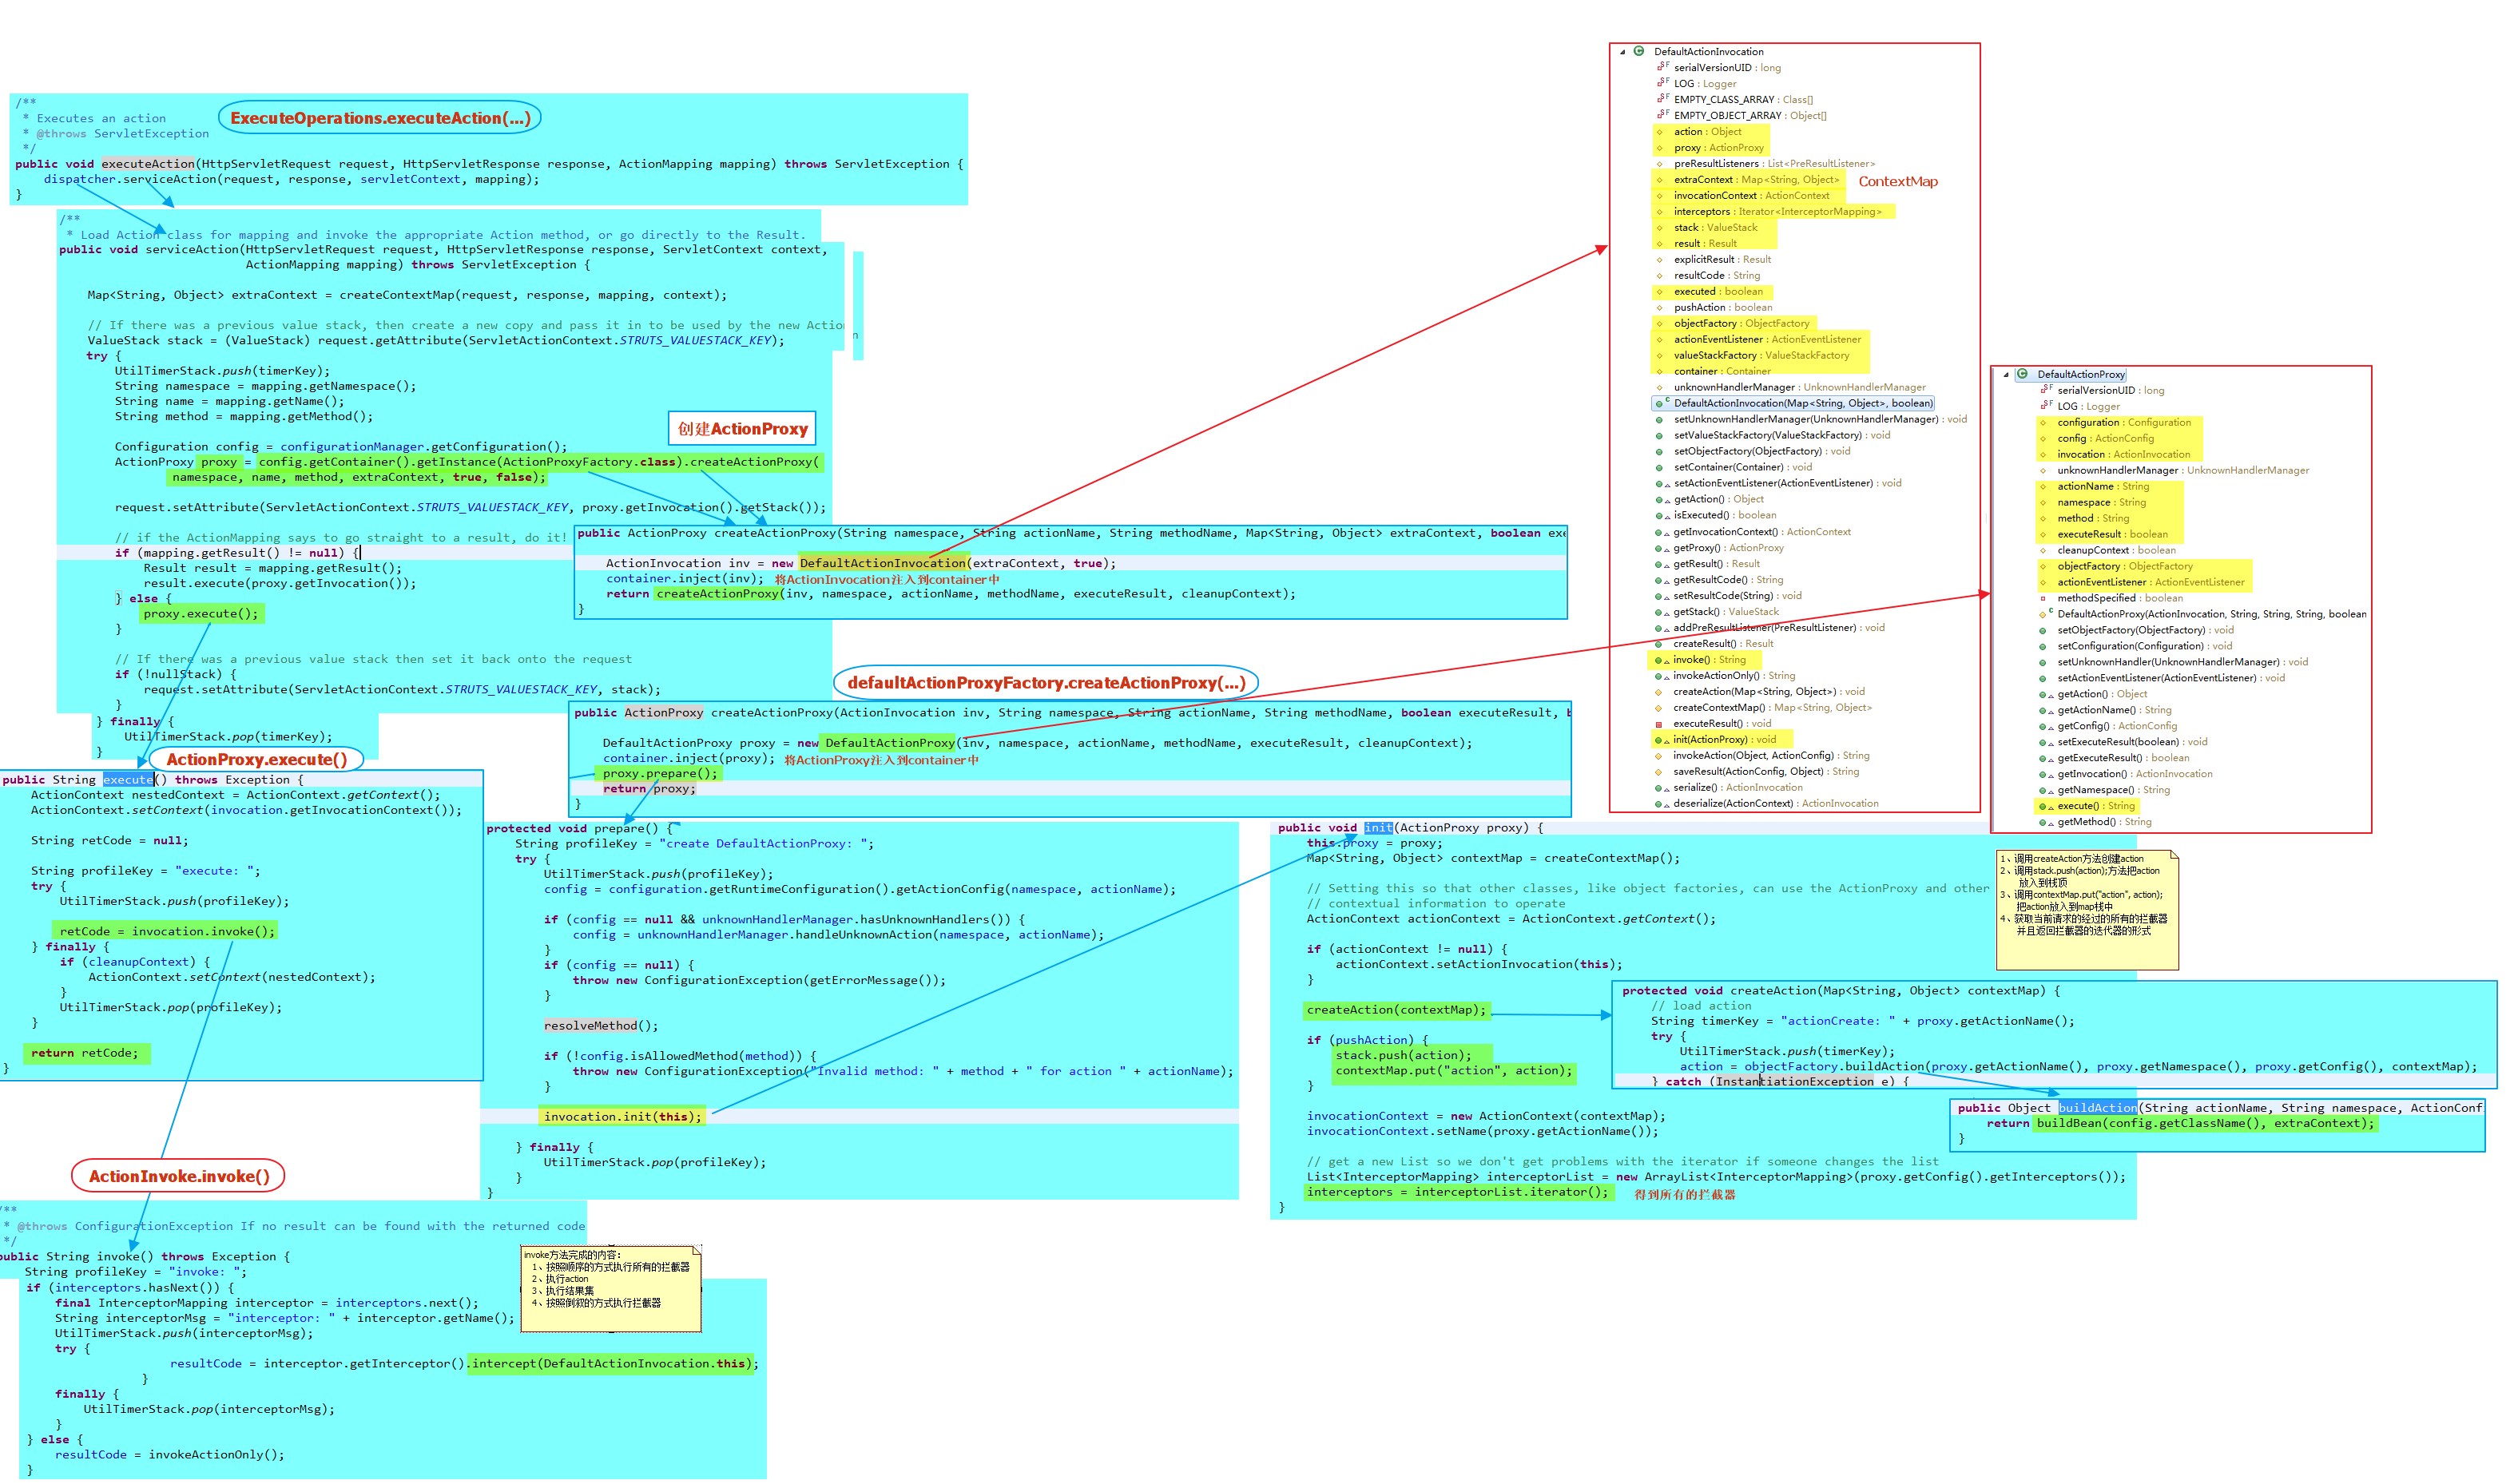 /**
 * Executes an action
 * @throws ServletException
 */
ExecuteOperations.executeAction(...)
public void executeAction(HttpServletRequest request, HttpServletResponse response, ActionMapping mapping) throws ServletException {
    dispatcher.serviceAction(request, response, servletContext, mapping);
}
/**
 * Load Action class for mapping and invoke the appropriate Action method, or go directly to the Result.
public void serviceAction(HttpServletRequest request, HttpServletResponse response, ServletContext context,
                          ActionMapping mapping) throws ServletException {
    Map<String, Object> extraContext = createContextMap(request, response, mapping, context);
    // If there was a previous value stack, then create a new copy and pass it in to be used by the new Action
    ValueStack stack = (ValueStack) request.getAttribute(ServletActionContext.STRUTS_VALUESTACK_KEY);
    try {
        UtilTimerStack.push(timerKey);
        String namespace = mapping.getNamespace();
        String name = mapping.getName();
        String method = mapping.getMethod();
创建ActionProxy
        Configuration config = configurationManager.getConfiguration();
        ActionProxy proxy = config.getContainer().getInstance(ActionProxyFactory.class).createActionProxy(
                namespace, name, method, extraContext, true, false);
        request.setAttribute(ServletActionContext.STRUTS_VALUESTACK_KEY, proxy.getInvocation().getStack());
        // if the ActionMapping says to go straight to a result, do it!
        if (mapping.getResult() != null) {
            Result result = mapping.getResult();
            result.execute(proxy.getInvocation());
        } else {
            proxy.execute();
        }
        // If there was a previous value stack then set it back onto the request
        if (!nullStack) {
            request.setAttribute(ServletActionContext.STRUTS_VALUESTACK_KEY, stack);
        }
    } finally {
        UtilTimerStack.pop(timerKey);
    }
public ActionProxy createActionProxy(String namespace, String actionName, String methodName, Map<String, Object> extraContext, boolean exe
    ActionInvocation inv = new DefaultActionInvocation(extraContext, true);
    container.inject(inv); 将ActionInvocation注入到container中
    return createActionProxy(inv, namespace, actionName, methodName, executeResult, cleanupContext);
}
defaultActionProxyFactory.createActionProxy(...)
public ActionProxy createActionProxy(ActionInvocation inv, String namespace, String actionName, String methodName, boolean executeResult, b
    DefaultActionProxy proxy = new DefaultActionProxy(inv, namespace, actionName, methodName, executeResult, cleanupContext);
    container.inject(proxy); 将ActionProxy注入到container中
    proxy.prepare();
    return proxy;
}
ActionProxy.execute()
public String execute() throws Exception {
    ActionContext nestedContext = ActionContext.getContext();
    ActionContext.setContext(invocation.getInvocationContext());
    String retCode = null;
    String profileKey = "execute: ";
    try {
        UtilTimerStack.push(profileKey);
        retCode = invocation.invoke();
    } finally {
        if (cleanupContext) {
            ActionContext.setContext(nestedContext);
        }
        UtilTimerStack.pop(profileKey);
    }
    return retCode;
}
protected void prepare() {
    String profileKey = "create DefaultActionProxy: ";
    try {
        UtilTimerStack.push(profileKey);
        config = configuration.getRuntimeConfiguration().getActionConfig(namespace, actionName);
        if (config == null && unknownHandlerManager.hasUnknownHandlers()) {
            config = unknownHandlerManager.handleUnknownAction(namespace, actionName);
        }
        if (config == null) {
            throw new ConfigurationException(getErrorMessage());
        }
        resolveMethod();
        if (!config.isAllowedMethod(method)) {
            throw new ConfigurationException("Invalid method: " + method + " for action " + actionName);
        }
        invocation.init(this);
    } finally {
        UtilTimerStack.pop(profileKey);
    }
}
ActionInvoke.invoke()
/**
 * @throws ConfigurationException If no result can be found with the returned code
 */
public String invoke() throws Exception {
    String profileKey = "invoke: ";
    if (interceptors.hasNext()) {
        final InterceptorMapping interceptor = interceptors.next();
        String interceptorMsg = "interceptor: " + interceptor.getName();
        UtilTimerStack.push(interceptorMsg);
        try {
                        resultCode = interceptor.getInterceptor().intercept(DefaultActionInvocation.this);
                    }
        finally {
            UtilTimerStack.pop(interceptorMsg);
        }
    } else {
        resultCode = invokeActionOnly();
    }
invoke方法完成的内容:
1、按照顺序的方式执行所有的拦截器
2、执行action
3、执行结果集
4、按照倒叙的方式执行拦截器
DefaultActionInvocation
serialVersionUID : long
LOG : Logger
EMPTY_CLASS_ARRAY : Class[]
EMPTY_OBJECT_ARRAY : Object[]
action : Object
proxy : ActionProxy
preResultListeners : List<PreResultListener>
extraContext : Map<String, Object> ContextMap
invocationContext : ActionContext
interceptors : Iterator<InterceptorMapping>
stack : ValueStack
result : Result
explicitResult : Result
resultCode : String
executed : boolean
pushAction : boolean
objectFactory : ObjectFactory
actionEventListener : ActionEventListener
valueStackFactory : ValueStackFactory
container : Container
unknownHandlerManager : UnknownHandlerManager
DefaultActionInvocation(Map<String, Object>, boolean)
setUnknownHandlerManager(UnknownHandlerManager) : void
setValueStackFactory(ValueStackFactory) : void
setObjectFactory(ObjectFactory) : void
setContainer(Container) : void
setActionEventListener(ActionEventListener) : void
getAction() : Object
isExecuted() : boolean
getInvocationContext() : ActionContext
getProxy() : ActionProxy
getResult() : Result
getResultCode() : String
setResultCode(String) : void
getStack() : ValueStack
addPreResultListener(PreResultListener) : void
createResult() : Result
invoke() : String
invokeActionOnly() : String
createAction(Map<String, Object>) : void
createContextMap() : Map<String, Object>
executeResult() : void
init(ActionProxy) : void
invokeAction(Object, ActionConfig) : String
saveResult(ActionConfig, Object) : String
serialize() : ActionInvocation
deserialize(ActionContext) : ActionInvocation
DefaultActionProxy
serialVersionUID : long
LOG : Logger
configuration : Configuration
config : ActionConfig
invocation : ActionInvocation
unknownHandlerManager : UnknownHandlerManager
actionName : String
namespace : String
method : String
executeResult : boolean
cleanupContext : boolean
objectFactory : ObjectFactory
actionEventListener : ActionEventListener
methodSpecified : boolean
DefaultActionProxy(ActionInvocation, String, String, String, boolean
setObjectFactory(ObjectFactory) : void
setConfiguration(Configuration) : void
setUnknownHandler(UnknownHandlerManager) : void
setActionEventListener(ActionEventListener) : void
getAction() : Object
getActionName() : String
getConfig() : ActionConfig
setExecuteResult(boolean) : void
getExecuteResult() : boolean
getInvocation() : ActionInvocation
getNamespace() : String
execute() : String
getMethod() : String
public void init(ActionProxy proxy) {
    this.proxy = proxy;
    Map<String, Object> contextMap = createContextMap();
    // Setting this so that other classes, like object factories, can use the ActionProxy and other
    // contextual information to operate
    ActionContext actionContext = ActionContext.getContext();
    if (actionContext != null) {
        actionContext.setActionInvocation(this);
    }
    createAction(contextMap);
    if (pushAction) {
        stack.push(action);
        contextMap.put("action", action);
    }
    invocationContext = new ActionContext(contextMap);
    invocationContext.setName(proxy.getActionName());
    // get a new List so we don't get problems with the iterator if someone changes the list
    List<InterceptorMapping> interceptorList = new ArrayList<InterceptorMapping>(proxy.getConfig().getInterceptors());
    interceptors = interceptorList.iterator(); 得到所有的拦截器
}
1、调用createAction方法创建action
2、调用stack.push(action);方法把action
放入到栈顶
3、调用contextMap.put("action", action);
把action放入到map栈中
4、获取当前请求的经过的所有的拦截器
并且返回拦截器的迭代器的形式
protected void createAction(Map<String, Object> contextMap) {
    // load action
    String timerKey = "actionCreate: " + proxy.getActionName();
    try {
        UtilTimerStack.push(timerKey);
        action = objectFactory.buildAction(proxy.getActionName(), proxy.getNamespace(), proxy.getConfig(), contextMap);
    } catch (InstantiationException e) {
public Object buildAction(String actionName, String namespace, ActionConf
    return buildBean(config.getClassName(), extraContext);
}